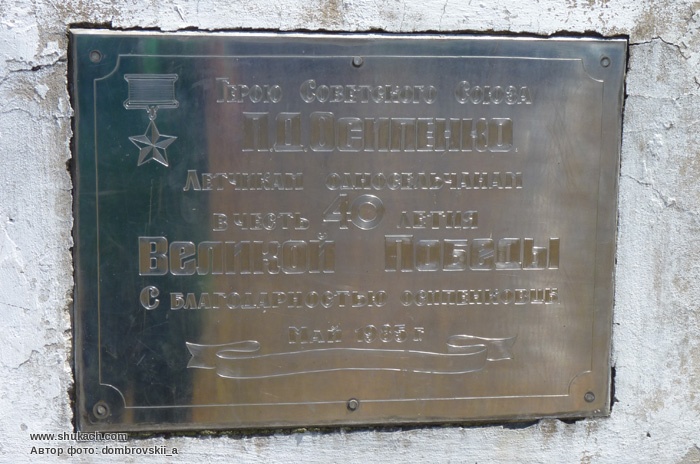 Герою Советского Союза
П.Д.Осипенко
Летчикам односельчанам
в честь 40 летия
Великой Победы
С благодарностью осипенковцы
Май 1985 г
www.shukach.com
Автор фото: dombrovskii_a